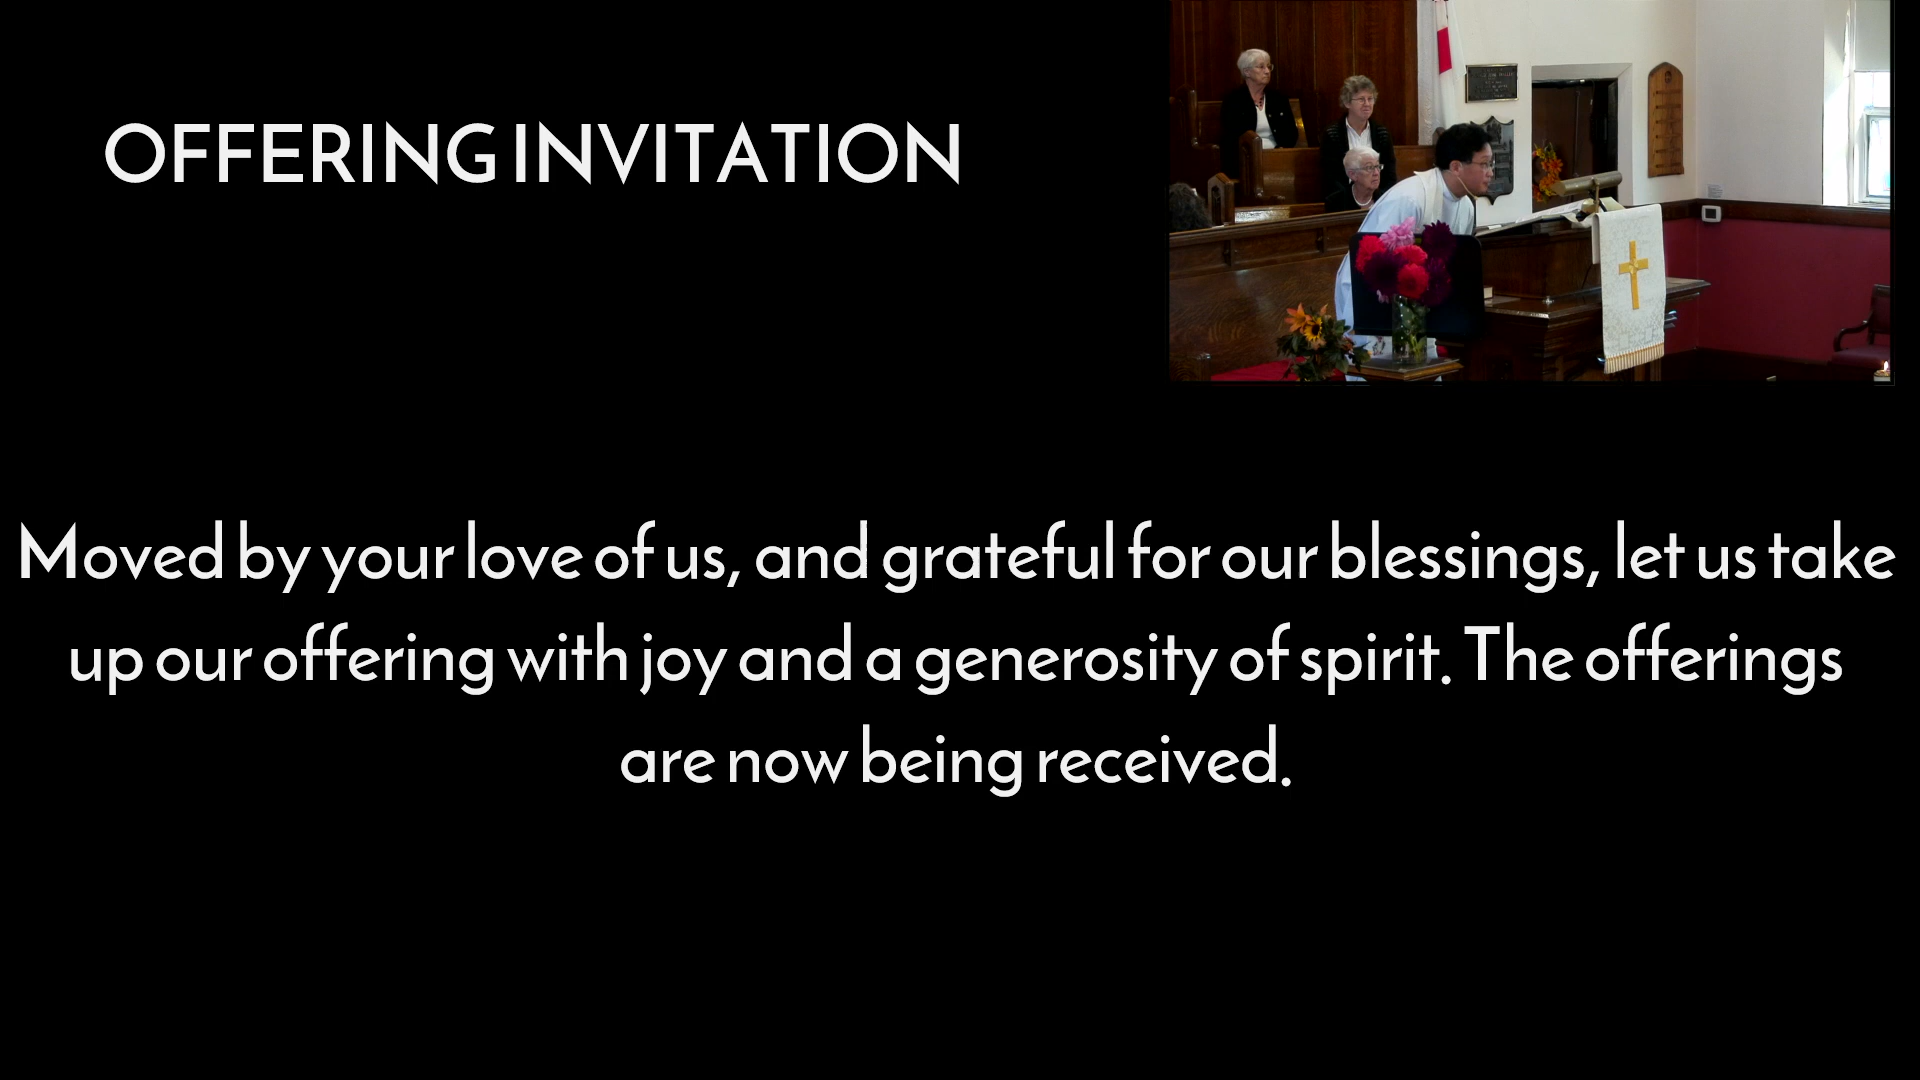 OFFERING INVITATION
Moved by your love of us, and grateful for our blessings, let us take
up our offering with joy and a generosity of spirit. The offerings
are now being received.